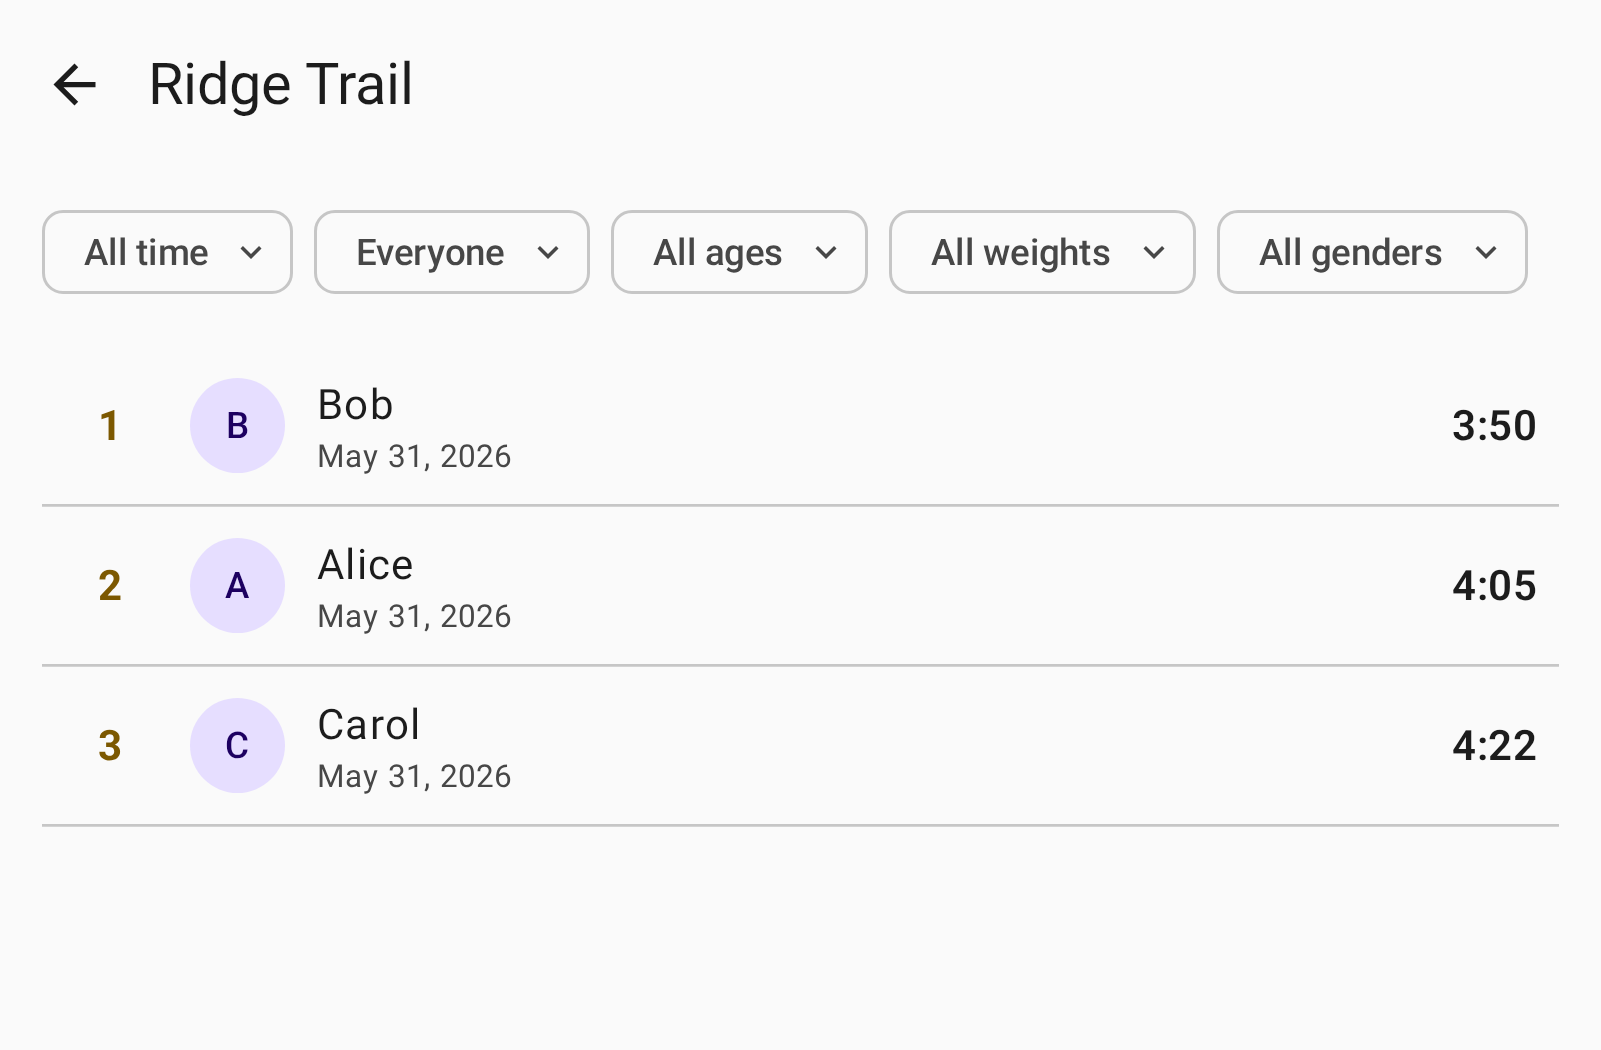 Ridge Trail
All time Everyone All ages All weights All genders
1 B Bob 3:50
May 31, 2026
2 A Alice 4:05
May 31, 2026
3 C Carol 4:22
May 31, 2026